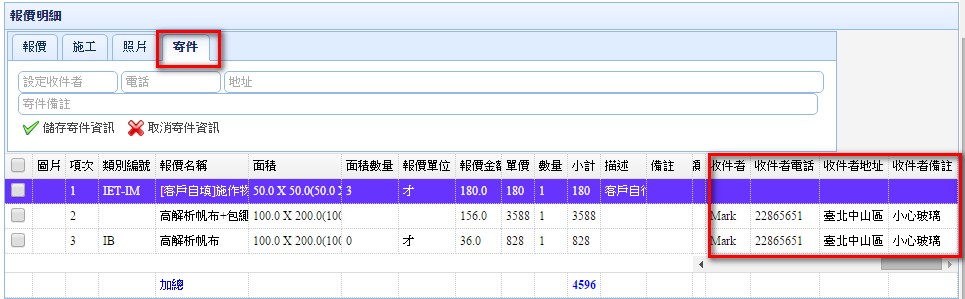 報價明細
報價 施工 照片 寄件
設定收件者 電話 地址
寄件備註
儲存寄件資訊 取消寄件資訊
圖片 項次 類別編號 報價名稱 面積 面積數量 報價單位 報價金額 單價 數量 小計 描述 備註 收件者 收件者電話 收件者地址 收件者備註
1 IET-IM [客戶自填]施作物 50.0 X 50.0(50.0 X 3 才 180.0 180 1 180 客戶自行
2 高解析帆布+包繩 100.0 X 200.0(100 156.0 3588 1 3588 Mark 22865651 臺北中山區 小心玻璃
3 IB 高解析帆布 100.0 X 200.0(100 0 才 36.0 828 1 828 Mark 22865651 臺北中山區 小心玻璃
加總 4596